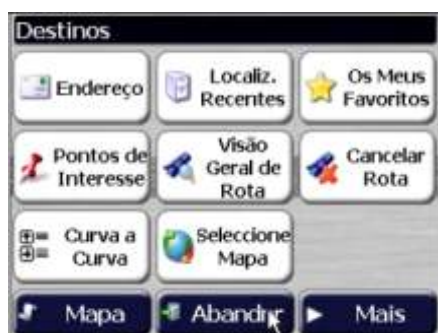 Destinos
Endereço
Localiz.
Recentes
Os Meus
Favoritos
Pontos de
Interesse
Visão
Geral de
Rota
Cancelar
Rota
Curva a
Curva
Seleccione
Mapa
Mapa
Mais